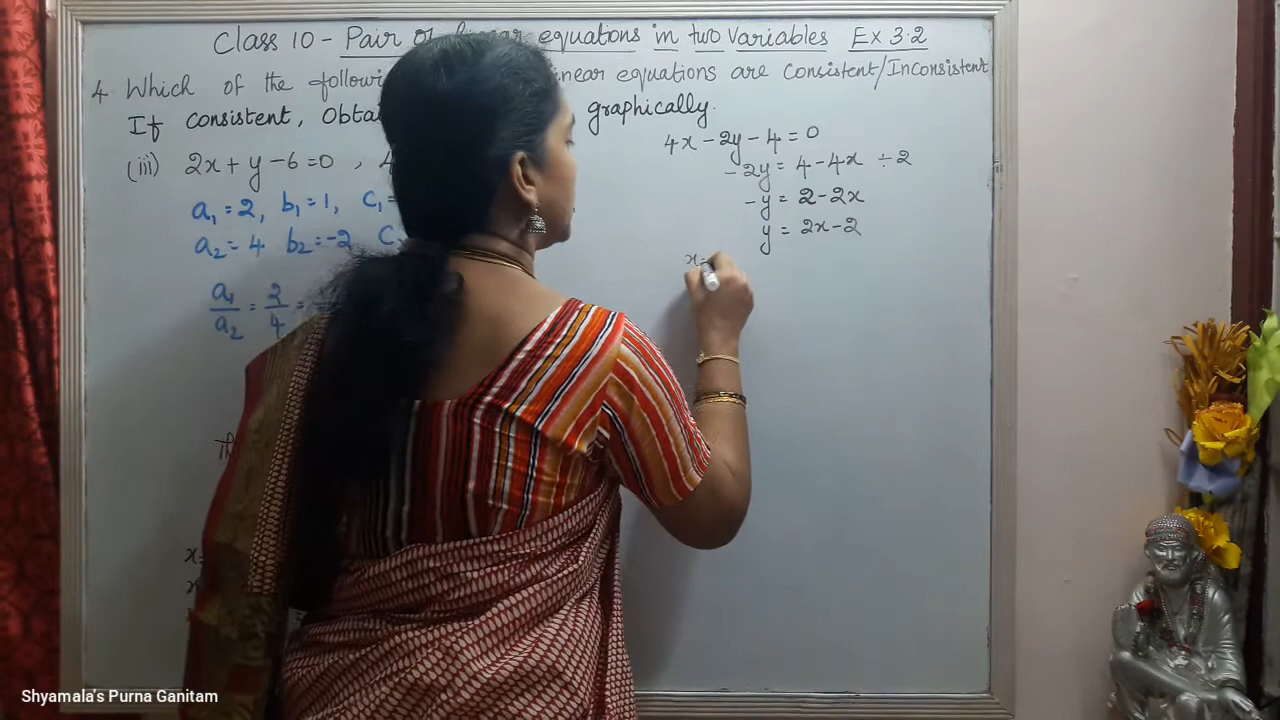 Class 10 - Pair of linear equations in two Variables Ex 3.2
4. Which of the followi linear equations are Consistent/Inconsistent
If consistent, Obta graphically.
(iii) 2x + y - 6 = 0 , 4
a₁ = 2, b₁ = 1, C₁ =
a₂ = 4 b₂ = -2 C
a₁/a₂ = 2/4 =
Th
x=
x
4x - 2y - 4 = 0
-2y = 4 - 4x ÷ 2
-y = 2 - 2x
y = 2x - 2
x=
Shyamala's Purna Ganitam